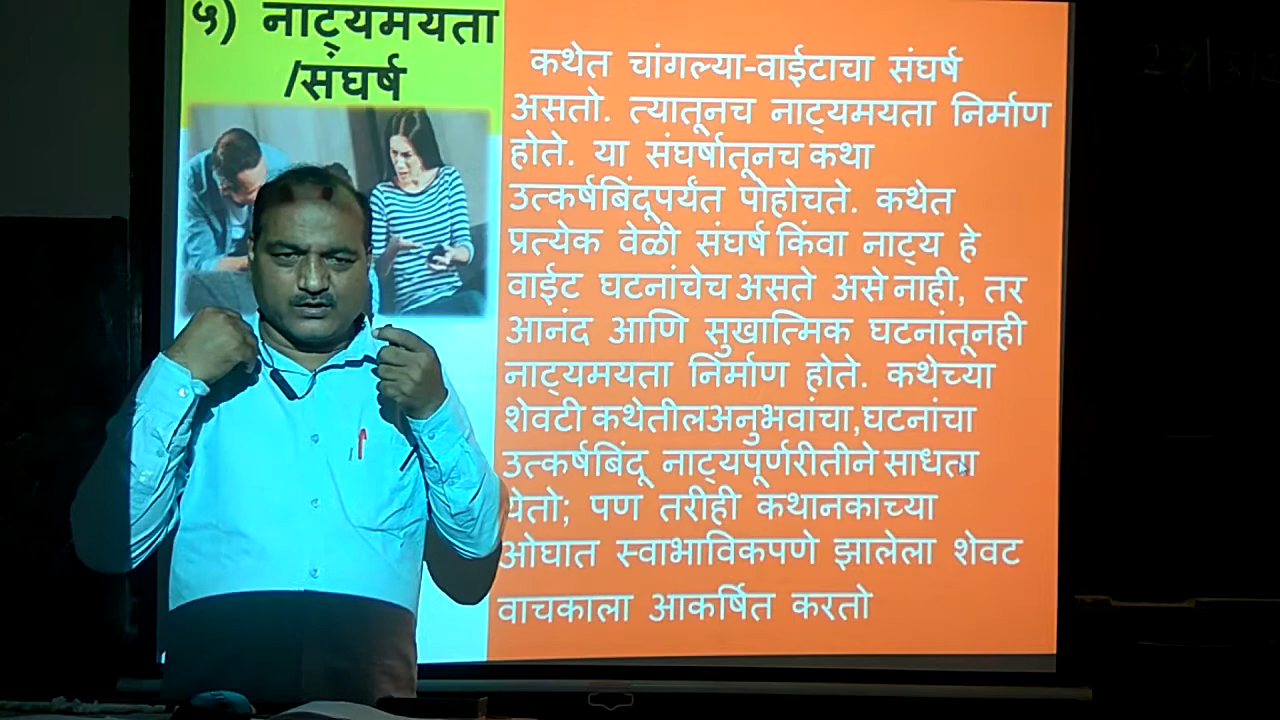 ५) नाट्यमयता
/संघर्ष
कथेत चांगल्या-वाईटाचा संघर्ष
असतो. त्यातूनच नाट्यमयता निर्माण
होते. या संघर्षातूनच कथा
उत्कर्षबिंदूपर्यंत पोहोचते. कथेत
प्रत्येक वेळी संघर्ष किंवा नाट्य हे
वाईट घटनांचेच असते असे नाही, तर
आनंद आणि सुखात्मिक घटनांतूनही
नाट्यमयता निर्माण होते. कथेच्या
शेवटी कथेतीलअनुभवांचा,घटनांचा
उत्कर्षबिंदू नाट्यपूर्णरीतीने साधता
येतो; पण तरीही कथानकाच्या
ओघात स्वाभाविकपणे झालेला शेवट
वाचकाला आकर्षित करतो